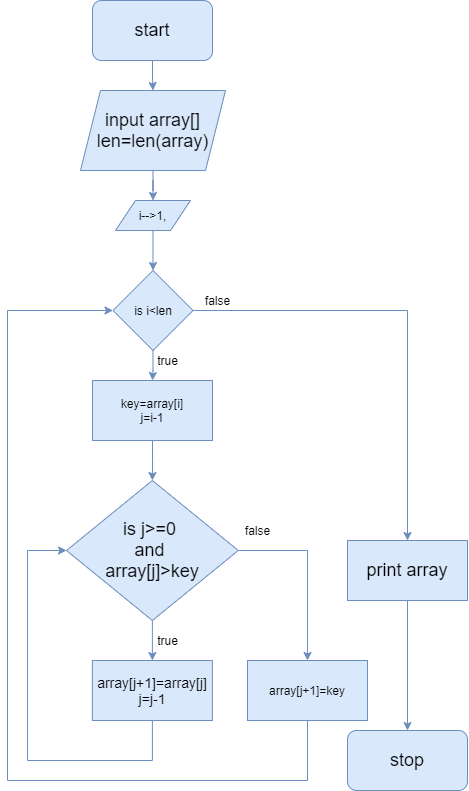 start
input array[]
len=len(array)
i-->1,
is i<len
false
true
key=array[i]
j=i-1
is j>=0
and
array[j]>key
false
true
array[j+1]=array[j]
j=j-1
array[j+1]=key
print array
stop